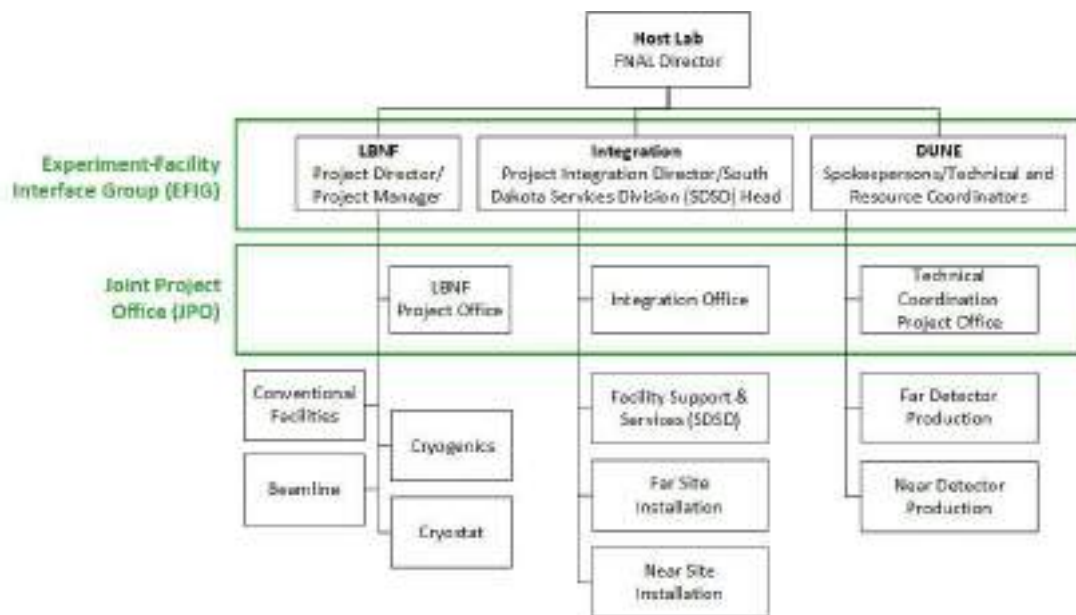 Host Lab
FNAL Director
Experiment-Facility
Interface Group (EFIG)
LBNF
Project Director/
Project Manager
Integration
Project Integration Director/South
Dakota Services Division (SDSD) Head
DUNE
Spokespersons/Technical and
Resource Coordinators
Joint Project
Office (JPO)
LBNF
Project Office
Integration Office
Technical
Coordination
Project Office
Conventional
Facilities
Cryogenics
Beamline
Cryostat
Facility Support &
Services (SDSD)
Far Site
Installation
Near Site
Installation
Far Detector
Production
Near Detector
Production